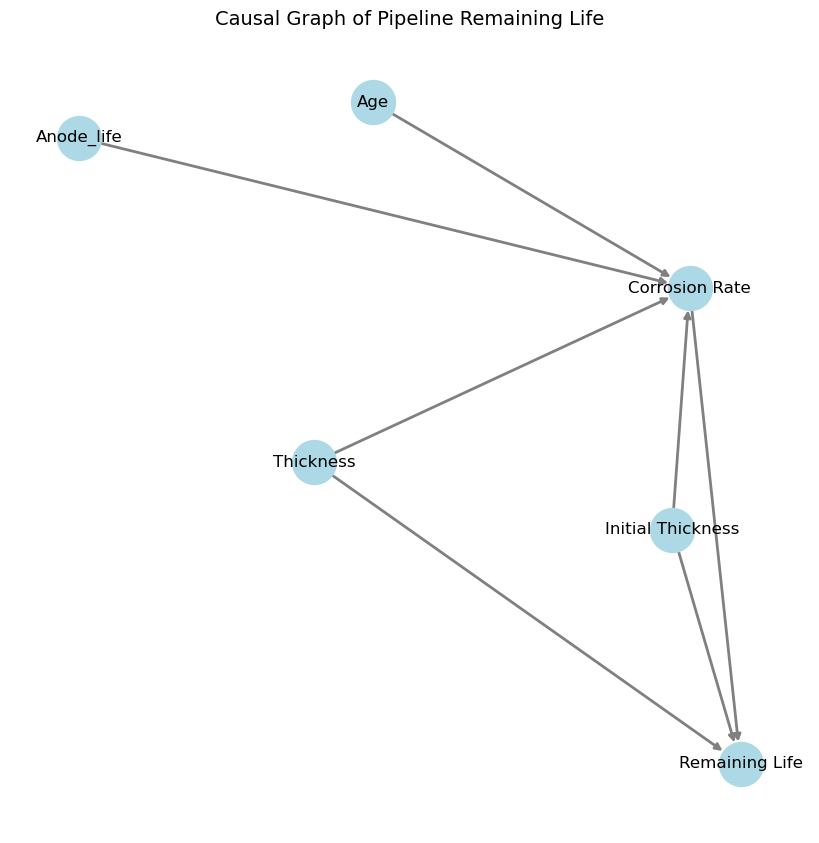 Causal Graph of Pipeline Remaining Life
Age
Anode_life
Corrosion Rate
Thickness
Initial Thickness
Remaining Life